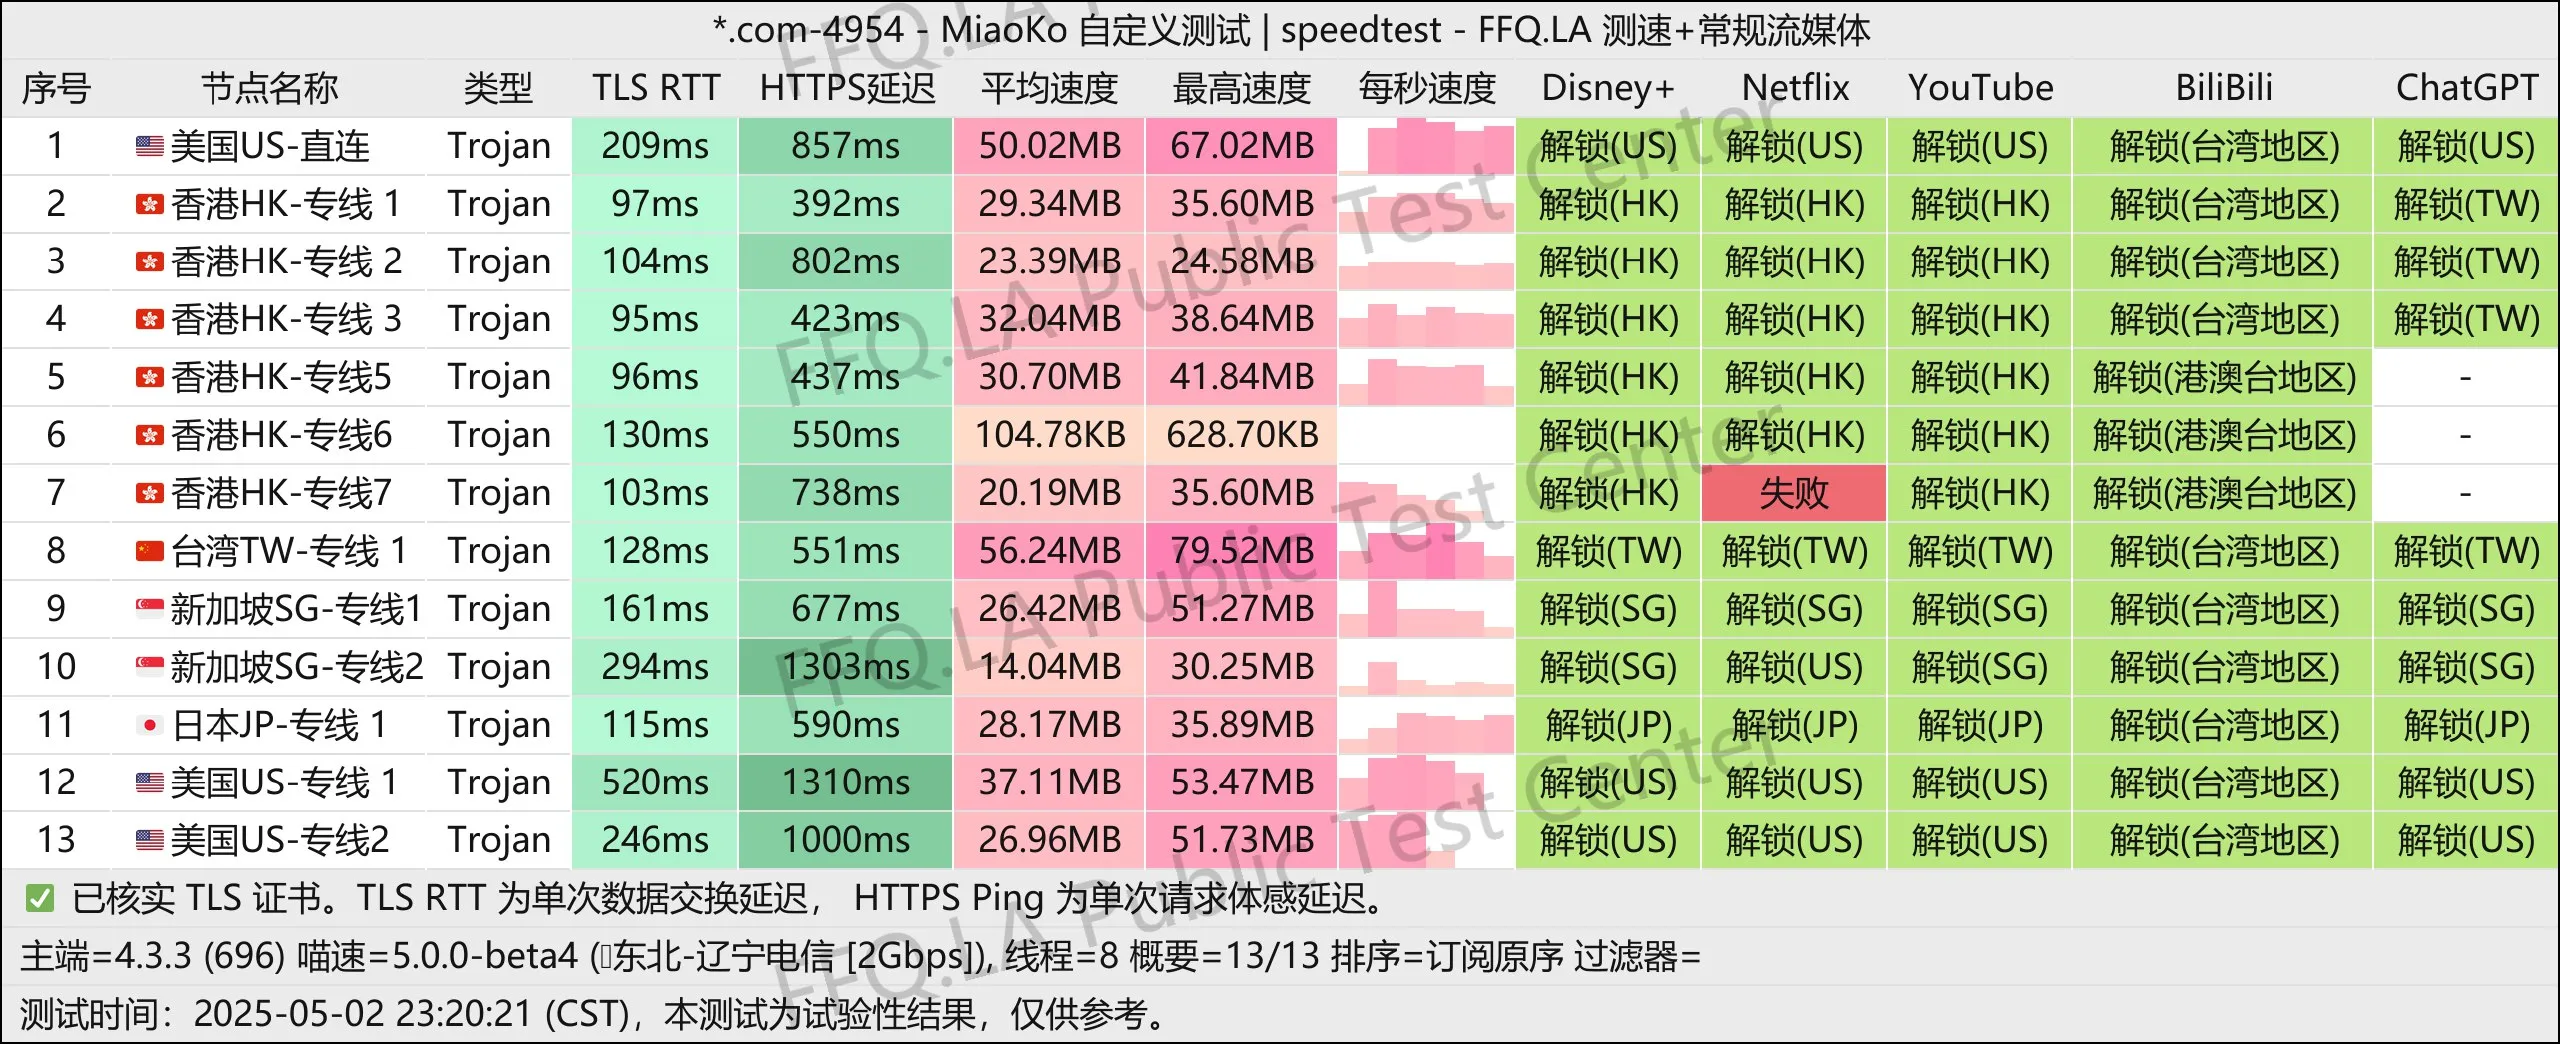 *.com-4954 - MiaoKo 自定义测试 | speedtest - FFQ.LA 测速+常规流媒体
序号 节点名称 类型 TLS RTT HTTPS延迟 平均速度 最高速度 每秒速度 Disney+ Netflix YouTube BiliBili ChatGPT
1 美国US-直连 Trojan 209ms 857ms 50.02MB 67.02MB 解锁(US) 解锁(US) 解锁(US) 解锁(台湾地区) 解锁(US)
2 香港HK-专线 1 Trojan 97ms 392ms 29.34MB 35.60MB 解锁(HK) 解锁(HK) 解锁(HK) 解锁(台湾地区) 解锁(TW)
3 香港HK-专线 2 Trojan 104ms 802ms 23.39MB 24.58MB 解锁(HK) 解锁(HK) 解锁(HK) 解锁(台湾地区) 解锁(TW)
4 香港HK-专线 3 Trojan 95ms 423ms 32.04MB 38.64MB 解锁(HK) 解锁(HK) 解锁(HK) 解锁(台湾地区) 解锁(TW)
5 香港HK-专线5 Trojan 96ms 437ms 30.70MB 41.84MB 解锁(HK) 解锁(HK) 解锁(HK) 解锁(港澳台地区) -
6 香港HK-专线6 Trojan 130ms 550ms 104.78KB 628.70KB 解锁(HK) 解锁(HK) 解锁(HK) 解锁(港澳台地区) -
7 香港HK-专线7 Trojan 103ms 738ms 20.19MB 35.60MB 解锁(HK) 失败 解锁(HK) 解锁(港澳台地区) -
8 台湾TW-专线 1 Trojan 128ms 551ms 56.24MB 79.52MB 解锁(TW) 解锁(TW) 解锁(TW) 解锁(台湾地区) 解锁(TW)
9 新加坡SG-专线1 Trojan 161ms 677ms 26.42MB 51.27MB 解锁(SG) 解锁(SG) 解锁(SG) 解锁(台湾地区) 解锁(SG)
10 新加坡SG-专线2 Trojan 294ms 1303ms 14.04MB 30.25MB 解锁(SG) 解锁(US) 解锁(SG) 解锁(台湾地区) 解锁(SG)
11 日本JP-专线 1 Trojan 115ms 590ms 28.17MB 35.89MB 解锁(JP) 解锁(JP) 解锁(JP) 解锁(台湾地区) 解锁(JP)
12 美国US-专线 1 Trojan 520ms 1310ms 37.11MB 53.47MB 解锁(US) 解锁(US) 解锁(US) 解锁(台湾地区) 解锁(US)
13 美国US-专线2 Trojan 246ms 1000ms 26.96MB 51.73MB 解锁(US) 解锁(US) 解锁(US) 解锁(台湾地区) 解锁(US)
✅ 已核实 TLS 证书。TLS RTT 为单次数据交换延迟， HTTPS Ping 为单次请求体感延迟。
主端=4.3.3 (696) 喵速=5.0.0-beta4 (东北-辽宁电信 [2Gbps]), 线程=8 概要=13/13 排序=订阅原序 过滤器=
测试时间：2025-05-02 23:20:21 (CST)，本测试为试验性结果，仅供参考。
FFQ.LA Public Test Center
FFQ.LA Public Test Center
FFQ.LA Public Test Center